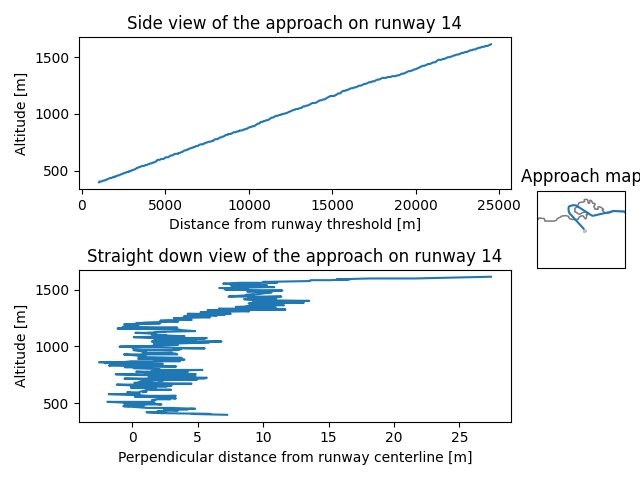 Side view of the approach on runway 14
1500
1000
500
Altitude [m]
0 5000 10000 15000 20000 25000
Distance from runway threshold [m]
Approach map
Straight down view of the approach on runway 14
1500
1000
500
Altitude [m]
0 5 10 15 20 25
Perpendicular distance from runway centerline [m]